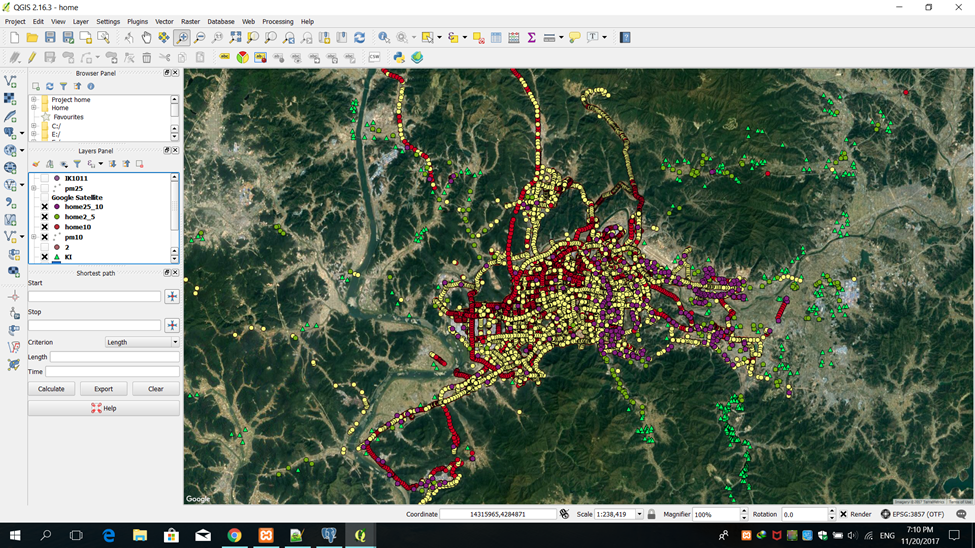 QGIS 2.16.3 - home
Project Edit View Layer Settings Plugins Vector Raster Database Web Processing Help
Browser Panel
Project home
Home
Favourites
C:/
E:/
Layers Panel
IK1011
pm25
Google Satellite
home25_10
home2_5
home10
pm10
2
KI
Shortest path
Start
Stop
Criterion Length
Length
Time
Calculate Export Clear
Help
Google
Coordinate 14315965,4284871 Scale 1:238,419 Magnifier 100% Rotation 0.0 Render EPSG:3857 (OTF)
ENG
7:10 PM
11/20/2017